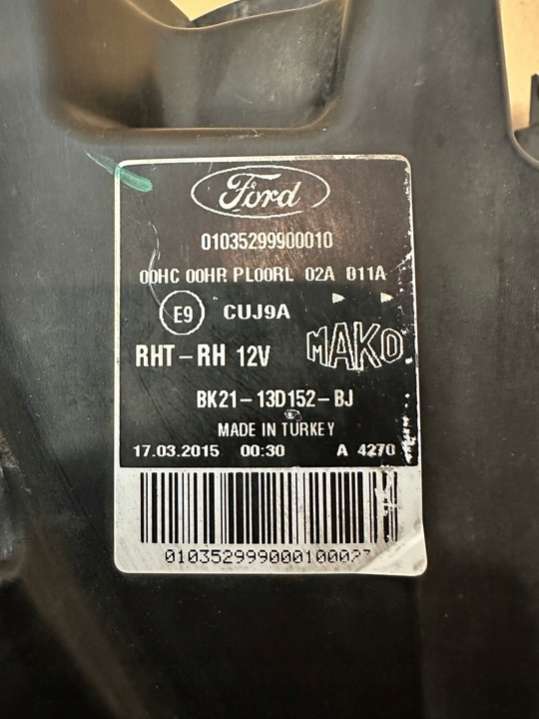 Ford
01035299900010
00HC 00HR PL00RL 02A 011A
E9 CUJ9A
RHT-RH 12V MAKO
BK21-13D152-BJ
MADE IN TURKEY
17.03.2015 00:30 A 4270
010352999000100023